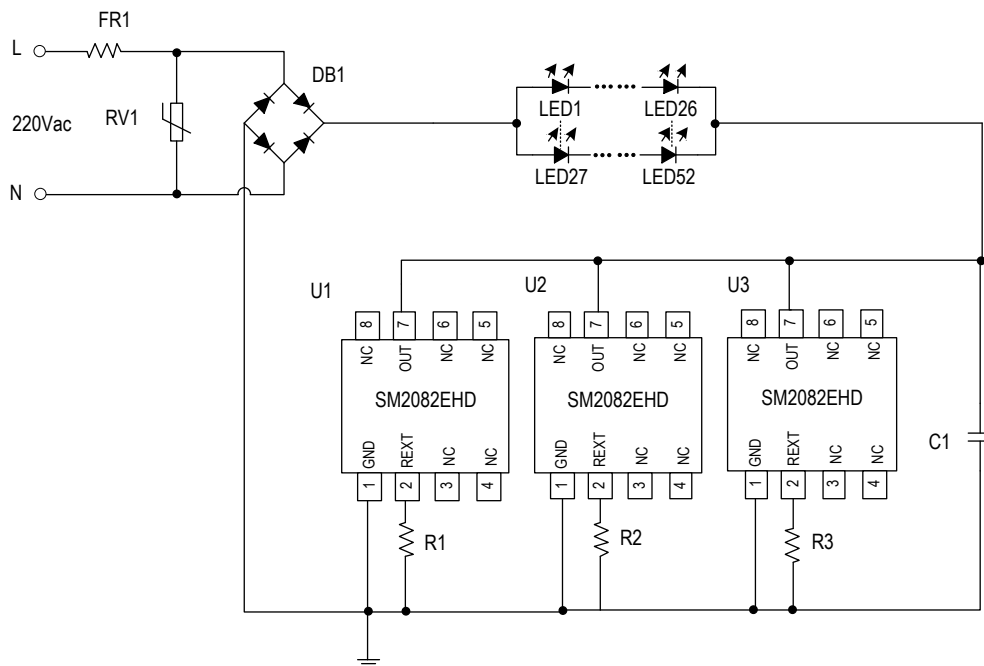 FR1
L
DB1
RV1
220Vac
N
LED1
LED26
LED27
LED52
U1
U2
U3
8 7 6 5
NC OUT NC NC
SM2082EHD
GND REXT NC NC
1 2 3 4
R1
8 7 6 5
NC OUT NC NC
SM2082EHD
GND REXT NC NC
1 2 3 4
R2
8 7 6 5
NC OUT NC NC
SM2082EHD
GND REXT NC NC
1 2 3 4
R3
C1